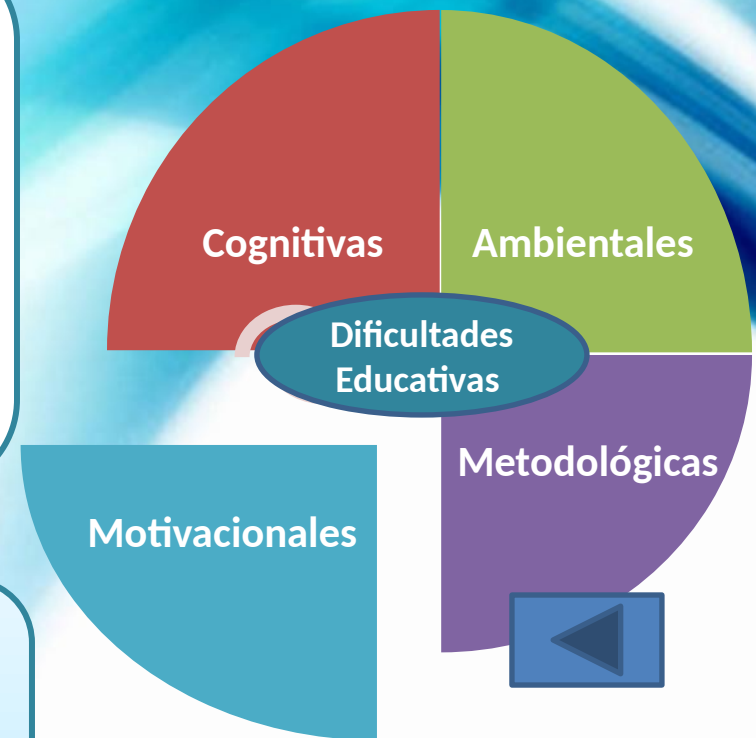 Cognitivas
Ambientales
Dificultades
Educativas
Metodológicas
Motivacionales